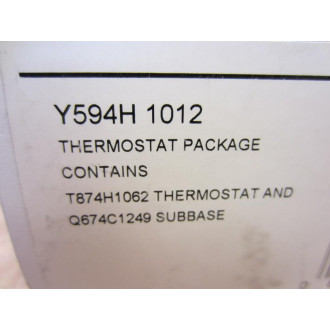 Y594H 1012
THERMOSTAT PACKAGE
CONTAINS
T874H1062 THERMOSTAT AND
Q674C1249 SUBBASE